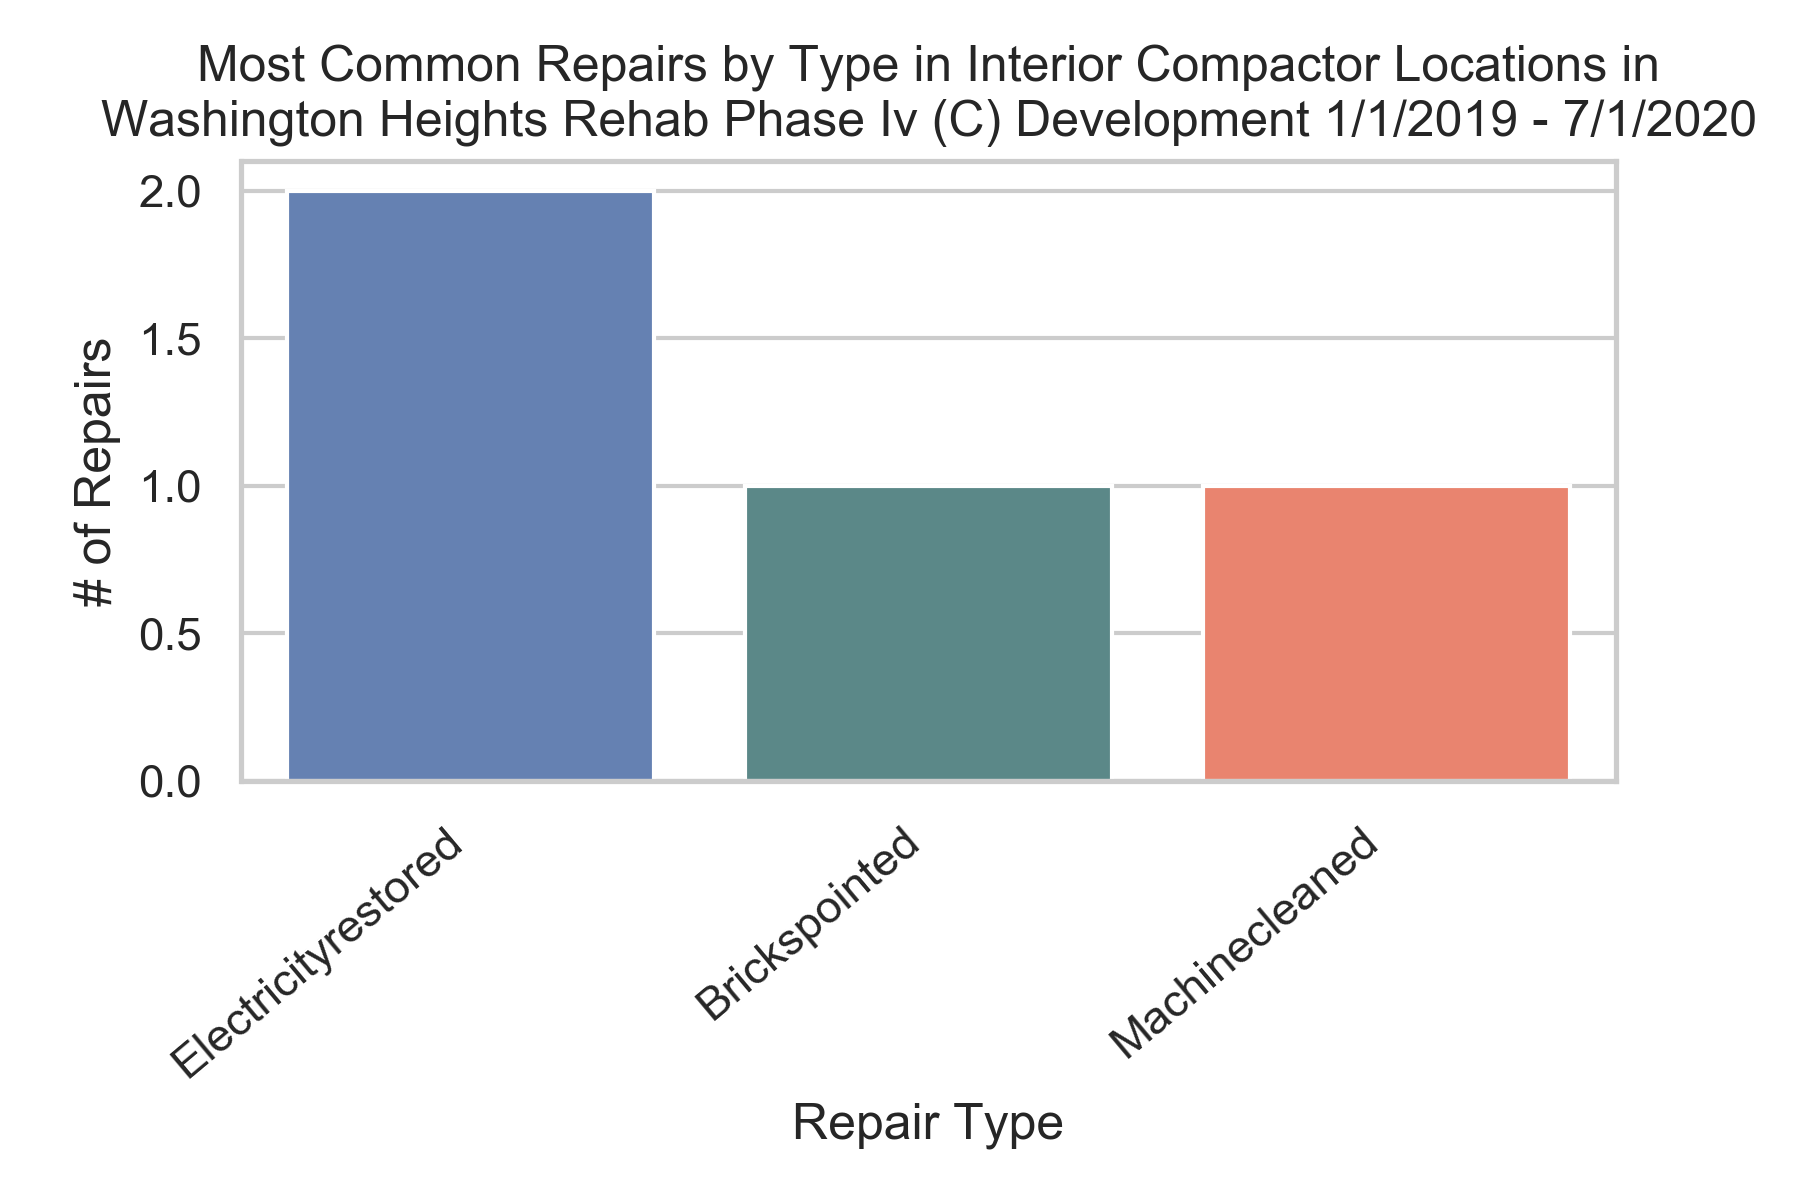 Most Common Repairs by Type in Interior Compactor Locations in
Washington Heights Rehab Phase Iv (C) Development 1/1/2019 - 7/1/2020
2.0
1.5
1.0
0.5
0.0
# of Repairs
Electricityrestored
Brickspointed
Machinecleaned
Repair Type